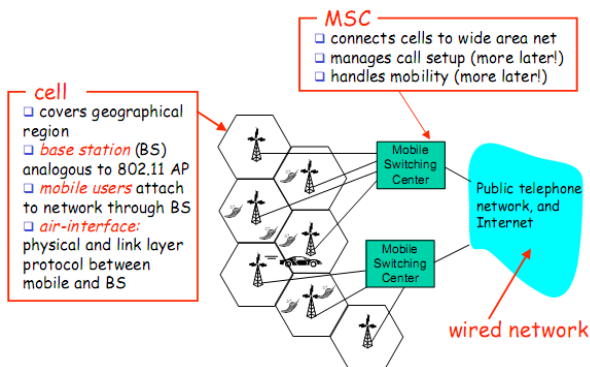 MSC
❑ connects cells to wide area net
❑ manages call setup (more later!)
❑ handles mobility (more later!)
cell
❑ covers geographical
region
❑ base station (BS)
analogous to 802.11 AP
❑ mobile users attach
to network through BS
❑ air-interface:
physical and link layer
protocol between
mobile and BS
Mobile
Switching
Center
Public telephone
network, and
Internet
Mobile
Switching
Center
wired network